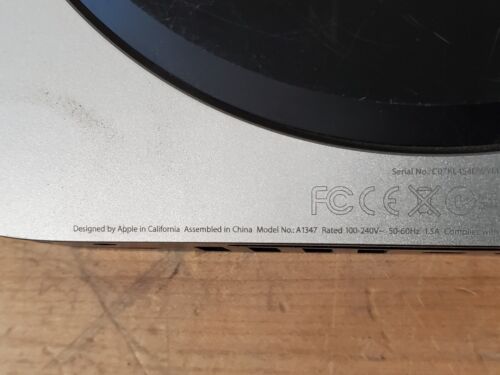 Serial No.:
FC CE
Designed by Apple in California Assembled in China Model No.: A1347 Rated 100-240V~ 50-60Hz 1.5A Complies with